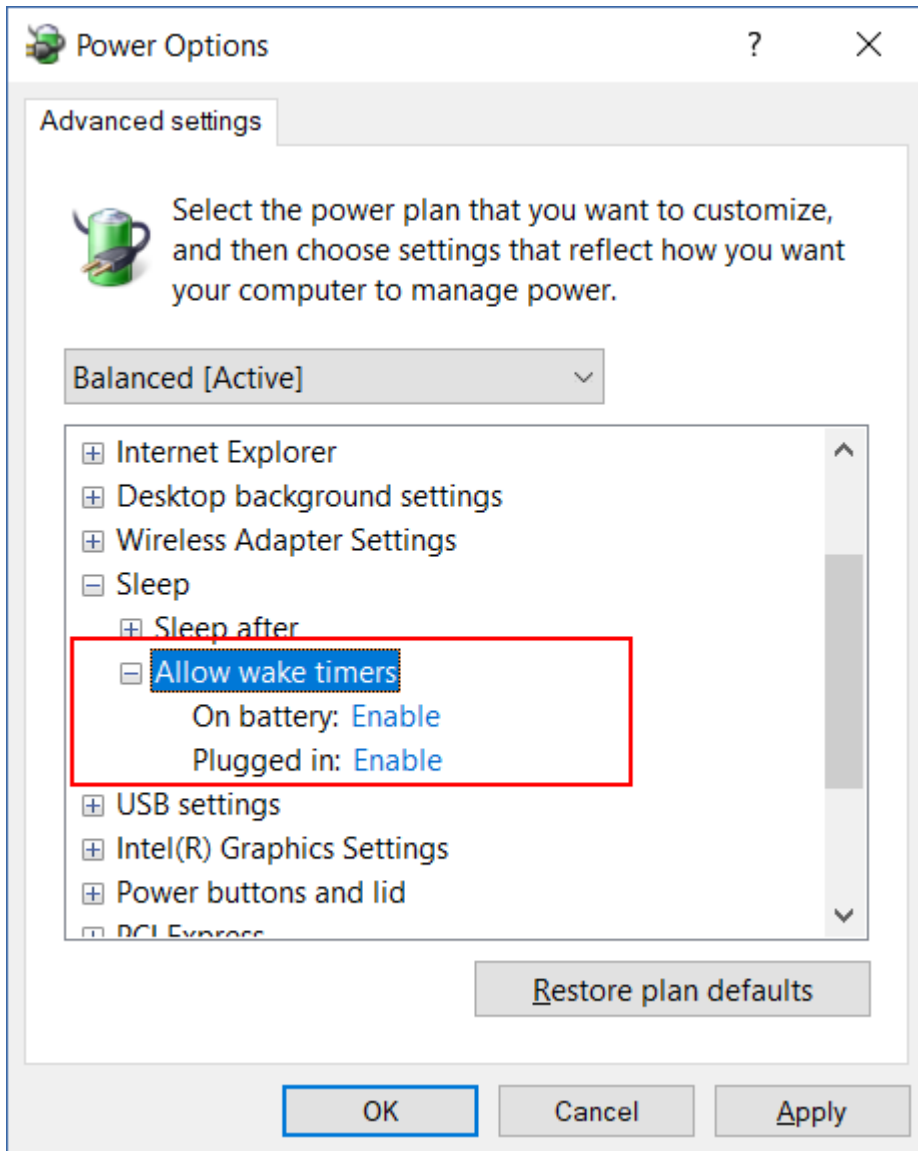 Power Options
?
Advanced settings
Select the power plan that you want to customize,
and then choose settings that reflect how you want
your computer to manage power.
Balanced [Active]
Internet Explorer
Desktop background settings
Wireless Adapter Settings
Sleep
Sleep after
Allow wake timers
On battery: Enable
Plugged in: Enable
USB settings
Intel(R) Graphics Settings
Power buttons and lid
PCI Express
Restore plan defaults
OK
Cancel
Apply